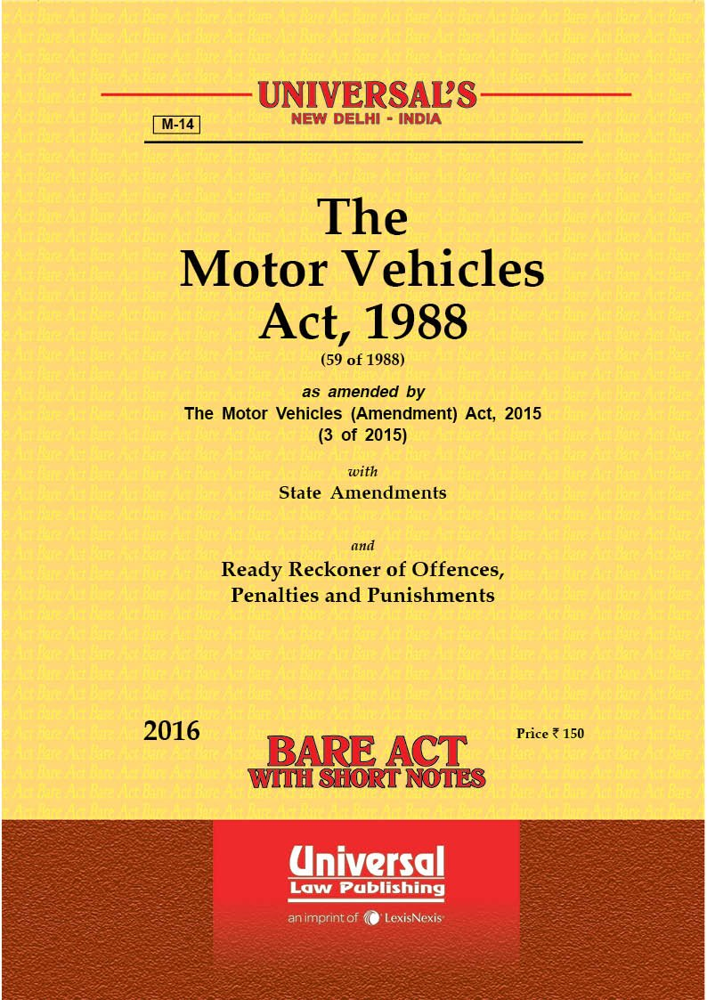 UNIVERSAL'S
NEW DELHI - INDIA
M-14
The
Motor Vehicles
Act, 1988
(59 of 1988)
as amended by
The Motor Vehicles (Amendment) Act, 2015
(3 of 2015)
with
State Amendments
and
Ready Reckoner of Offences,
Penalties and Punishments
2016
Price ₹ 150
BARE ACT
WITH SHORT NOTES
Universal
Law Publishing
an imprint of LexisNexis®